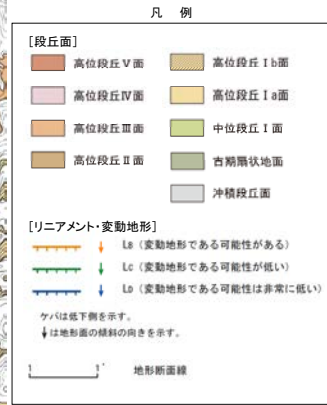 凡 例
[段丘面]
高位段丘Ⅴ面
高位段丘Ⅰb面
高位段丘Ⅳ面
高位段丘Ⅰa面
高位段丘Ⅲ面
中位段丘Ⅰ面
高位段丘Ⅱ面
古期扇状地面
沖積段丘面
[リニアメント・変動地形]
LB (変動地形である可能性がある)
LC (変動地形である可能性が低い)
LD (変動地形である可能性は非常に低い)
ケバは低下側を示す。
↓は地形面の傾斜の向きを示す。
1 1' 地形断面線